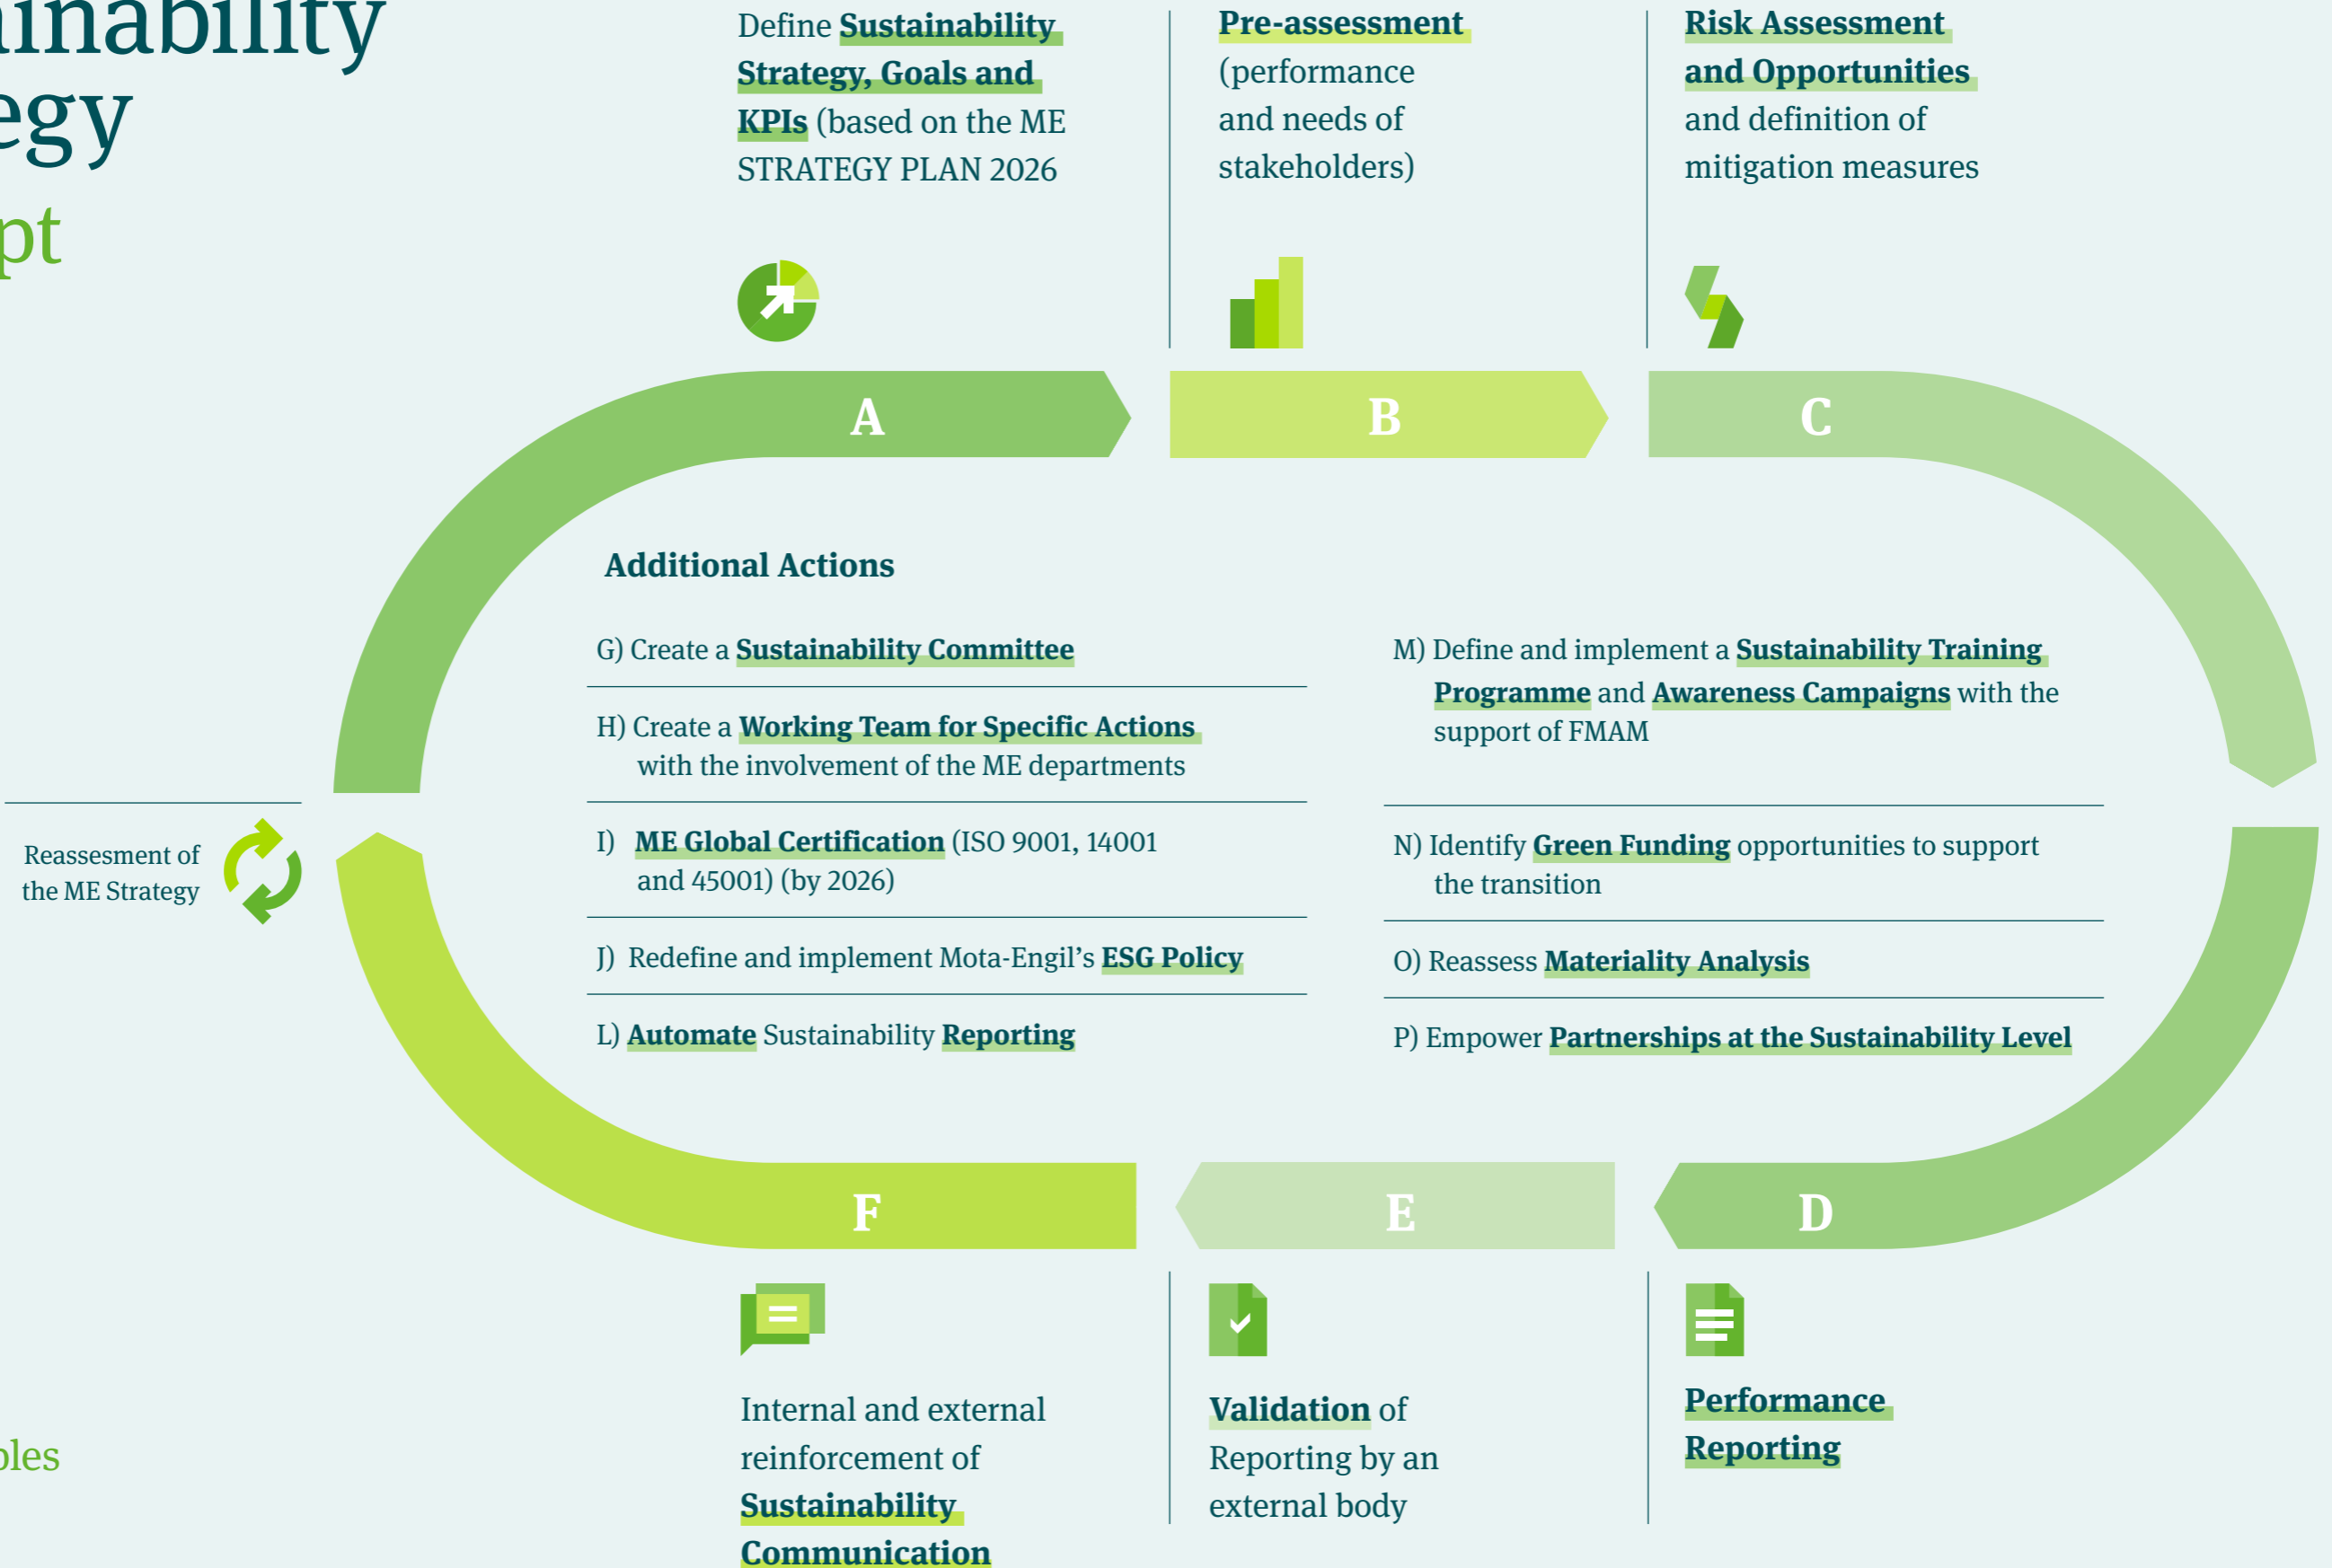 Define Sustainability
Strategy, Goals and
KPIs (based on the ME
STRATEGY PLAN 2026
Pre-assessment
(performance
and needs of
stakeholders)
Risk Assessment
and Opportunities
and definition of
mitigation measures
A
B
C
Additional Actions
G) Create a Sustainability Committee
H) Create a Working Team for Specific Actions
with the involvement of the ME departments
I) ME Global Certification (ISO 9001, 14001
and 45001) (by 2026)
J) Redefine and implement Mota-Engil’s ESG Policy
L) Automate Sustainability Reporting
M) Define and implement a Sustainability Training
Programme and Awareness Campaigns with the
support of FMAM
N) Identify Green Funding opportunities to support
the transition
O) Reassess Materiality Analysis
P) Empower Partnerships at the Sustainability Level
Reassesment of
the ME Strategy
F
E
D
Internal and external
reinforcement of
Sustainability
Communication
Validation of
Reporting by an
external body
Performance
Reporting